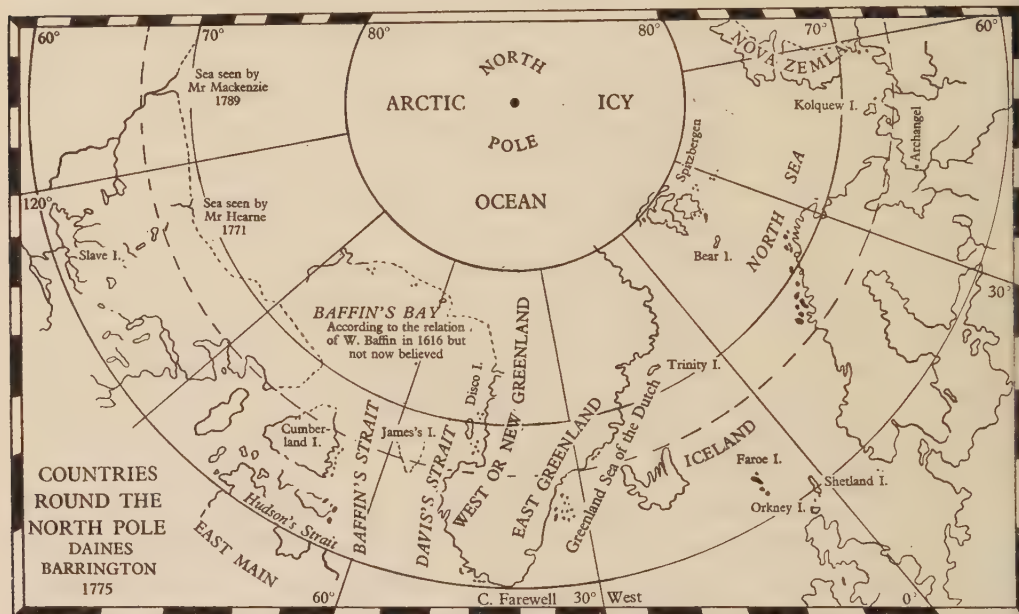 60°
70°
80°
80°
70°
60°
NOVA ZEMLA
Sea seen by
Mr Mackenzie
1789
NORTH
ARCTIC
ICY
POLE
OCEAN
Kolquew I.
Archangel
Spitzbergen
SEA
NORTH
120°
Sea seen by
Mr Hearne
1771
Slave I.
Bear I.
30°
BAFFIN'S BAY
According to the relation
of W. Baffin in 1616 but
not now believed
Disco I.
Trinity I.
Cumber-
land I.
James's I.
BAFFIN'S STRAIT
DAVIS'S STRAIT
WEST OR NEW GREENLAND
EAST GREENLAND
Greenland Sea of the Dutch
ICELAND
Faroe I.
Shetland I.
Orkney I.
Hudson's Strait
EAST MAIN
COUNTRIES
ROUND THE
NORTH POLE
DAINES
BARRINGTON
1775
60°
C. Farewell
30° West
0°